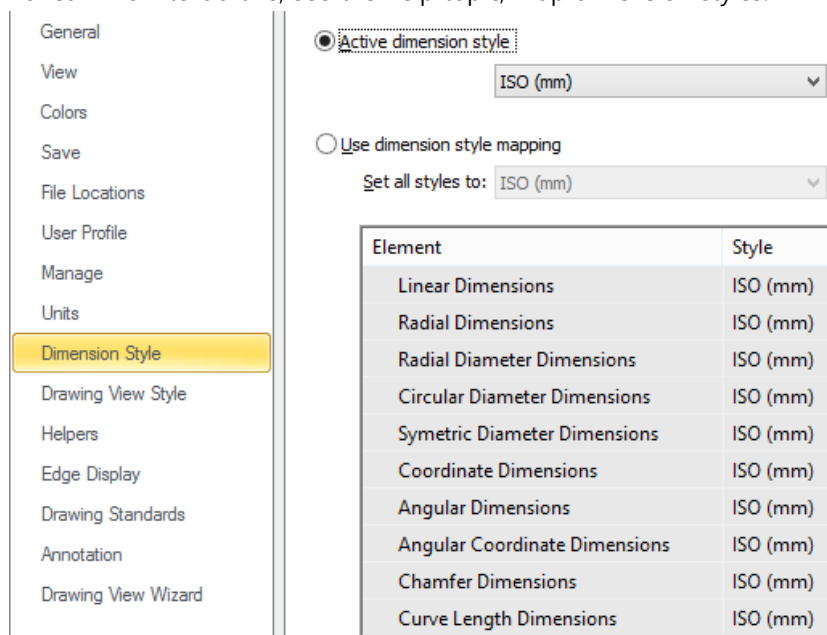 General
View
Colors
Save
File Locations
User Profile
Manage
Units
Dimension Style
Drawing View Style
Helpers
Edge Display
Drawing Standards
Annotation
Drawing View Wizard
Active dimension style
ISO (mm)
Use dimension style mapping
Set all styles to: ISO (mm)
Element Style
Linear Dimensions ISO (mm)
Radial Dimensions ISO (mm)
Radial Diameter Dimensions ISO (mm)
Circular Diameter Dimensions ISO (mm)
Symetric Diameter Dimensions ISO (mm)
Coordinate Dimensions ISO (mm)
Angular Dimensions ISO (mm)
Angular Coordinate Dimensions ISO (mm)
Chamfer Dimensions ISO (mm)
Curve Length Dimensions ISO (mm)